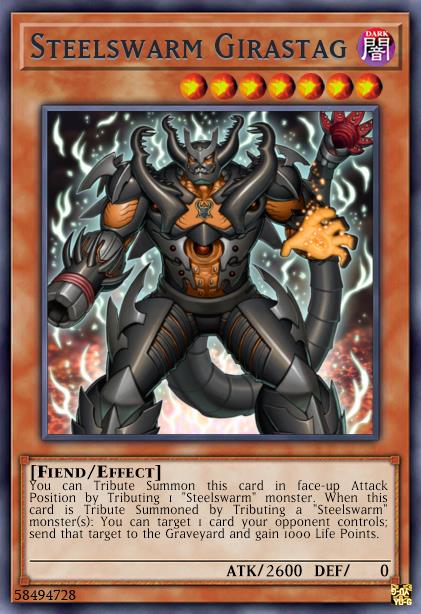 STEELSWARM GIRASTAG
DARK
闇
[FIEND/EFFECT]
You can Tribute Summon this card in face-up Attack
Position by Tributing 1 "Steelswarm" monster. When this
card is Tribute Summoned by Tributing a "Steelswarm"
monster(s): You can target 1 card your opponent controls;
send that target to the Graveyard and gain 1000 Life Points.
ATK/2600 DEF/ 0
58494728